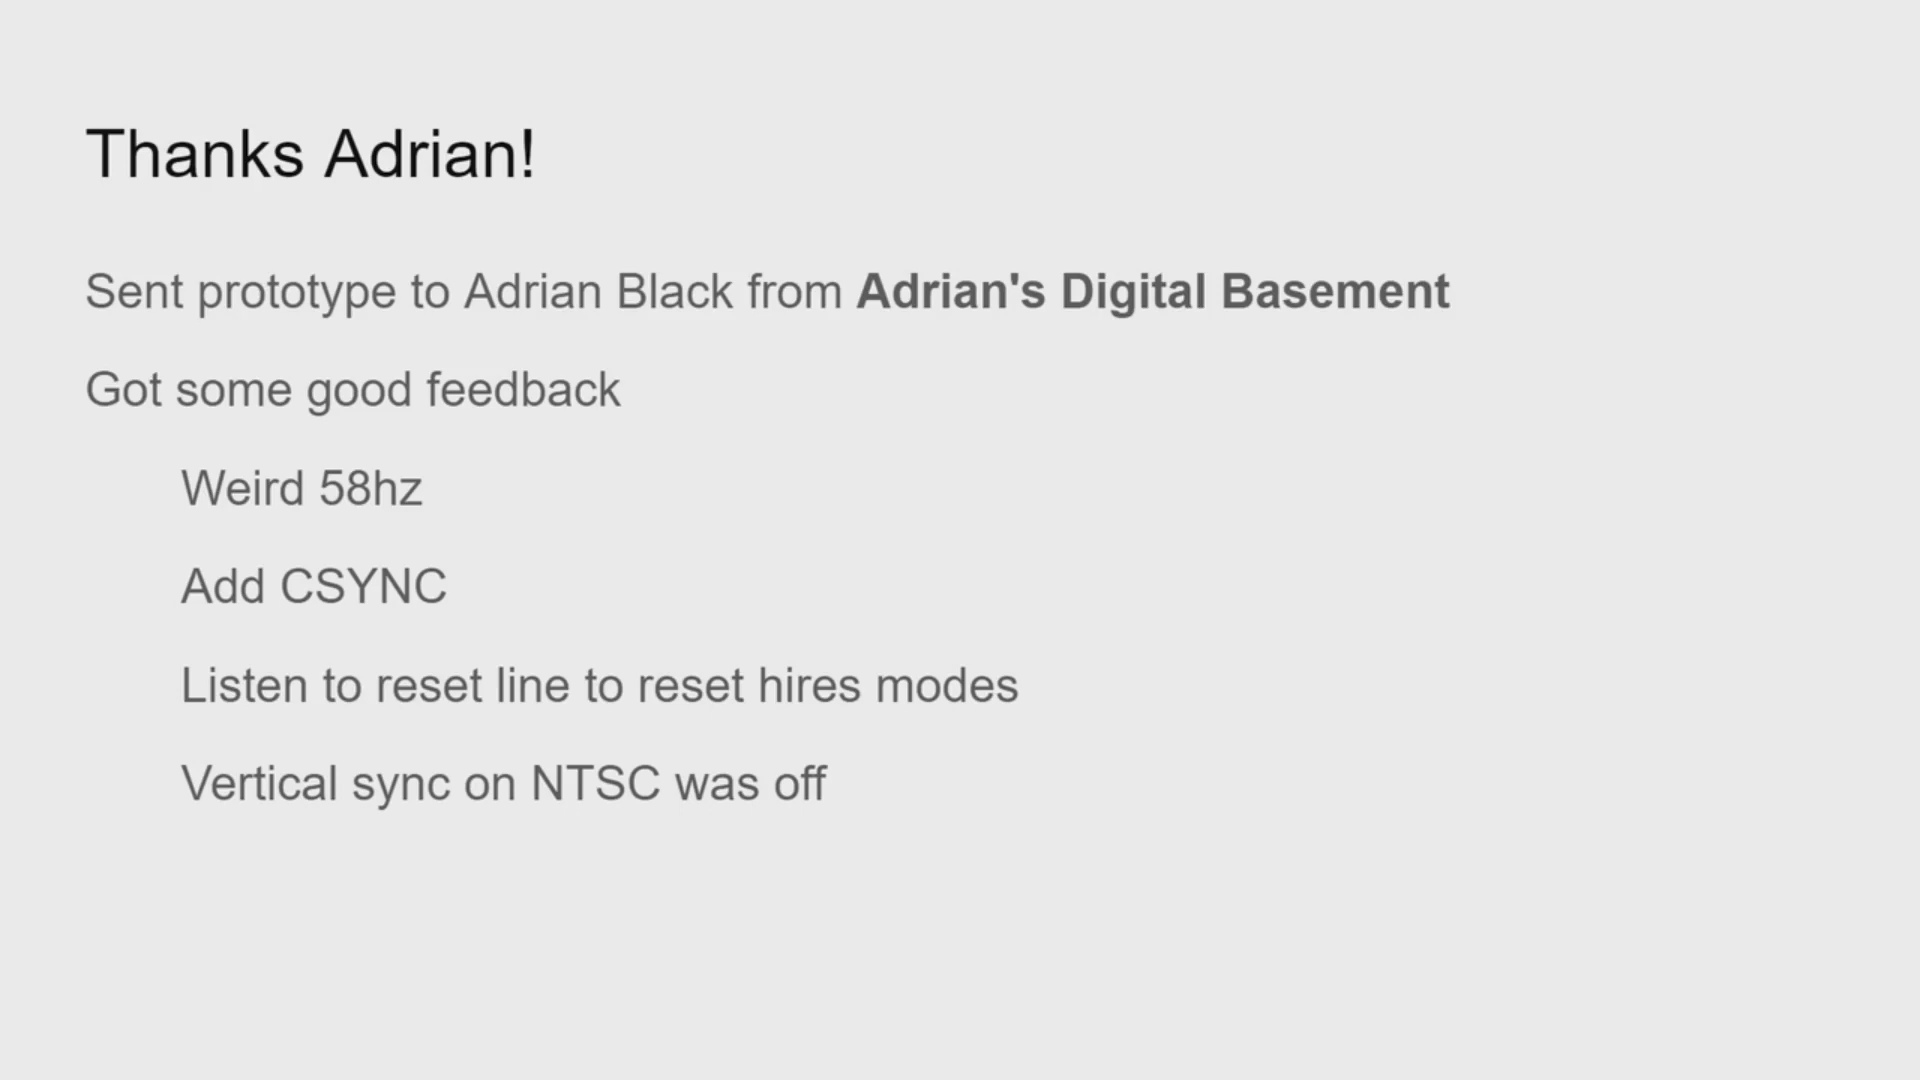 Thanks Adrian!
Sent prototype to Adrian Black from Adrian's Digital Basement
Got some good feedback
Weird 58hz
Add CSYNC
Listen to reset line to reset hires modes
Vertical sync on NTSC was off